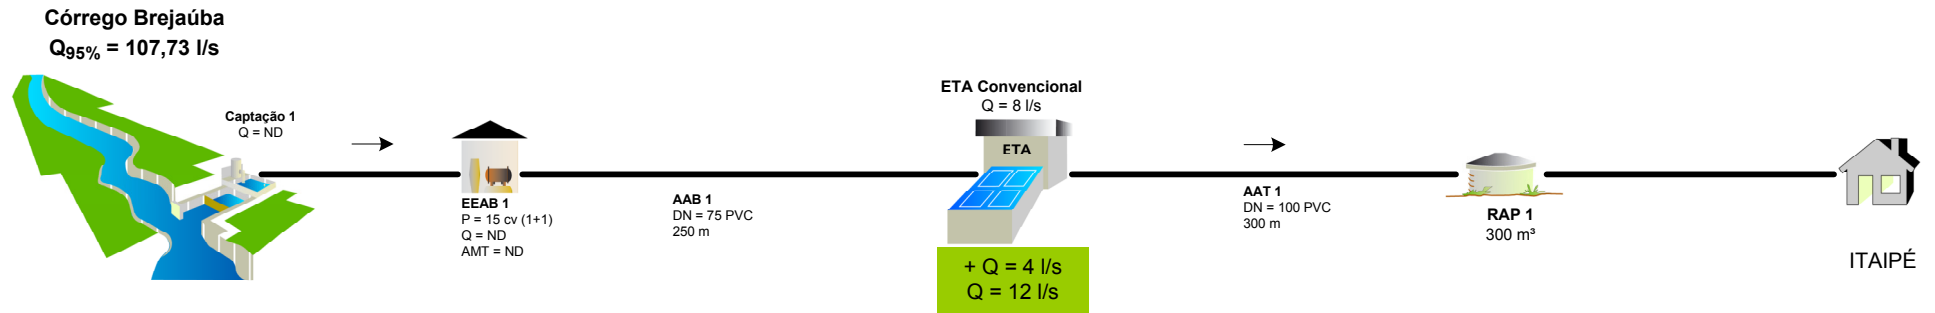 Córrego Brejaúba
Q95% = 107,73 l/s
Captação 1
Q = ND
EEAB 1
P = 15 cv (1+1)
Q = ND
AMT = ND
AAB 1
DN = 75 PVC
250 m
ETA Convencional
Q = 8 l/s
ETA
+ Q = 4 l/s
Q = 12 l/s
AAT 1
DN = 100 PVC
300 m
RAP 1
300 m³
ITAIPÉ